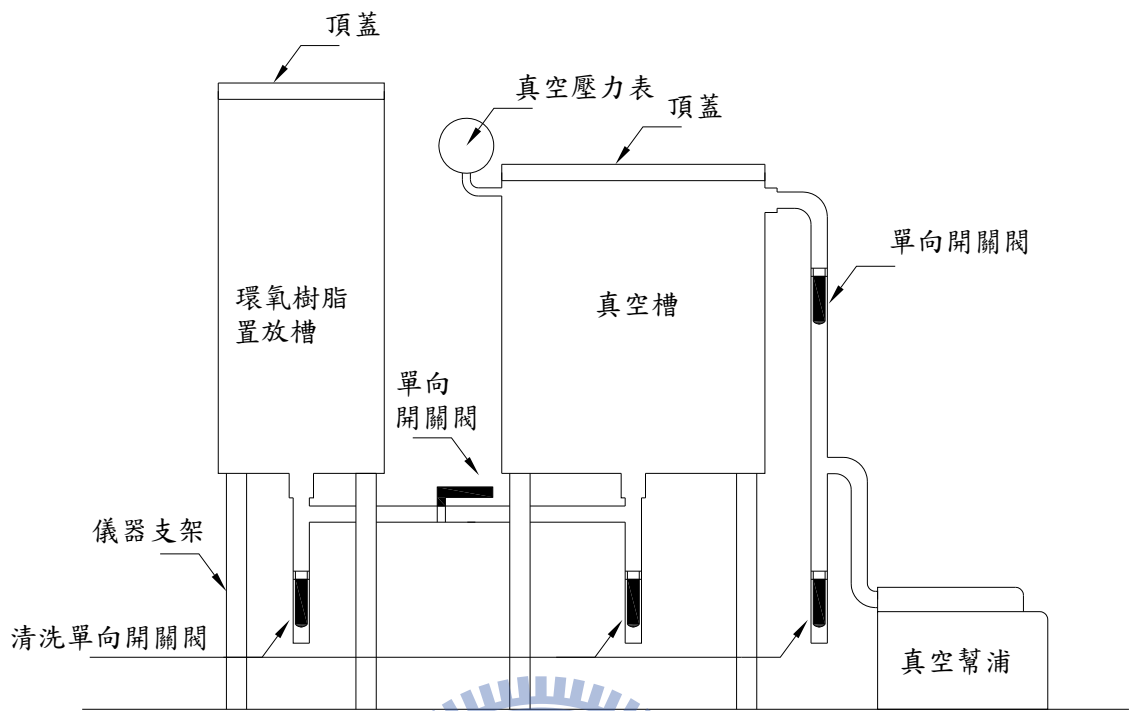 頂蓋
真空壓力表
頂蓋
單向開關閥
環氧樹脂
置放槽
真空槽
單向
開關閥
儀器支架
清洗單向開關閥
真空幫浦